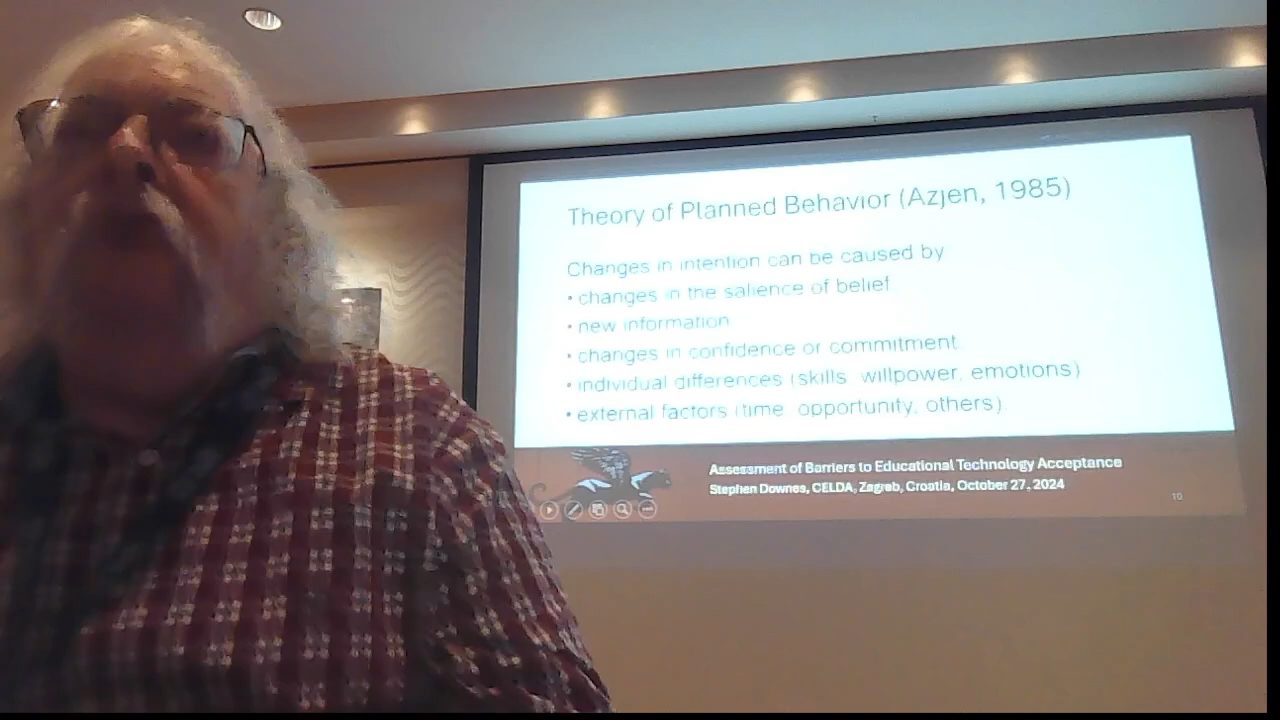 Theory of Planned Behavior (Azjen, 1985)
Changes in intention can be caused by
• changes in the salience of belief
• new information
• changes in confidence or commitment
• individual differences (skills, willpower, emotions)
• external factors (time, opportunity, others)
Assessment of Barriers to Educational Technology Acceptance
Stephen Downes, CELDA, Zagreb, Croatia, October 27, 2024
10